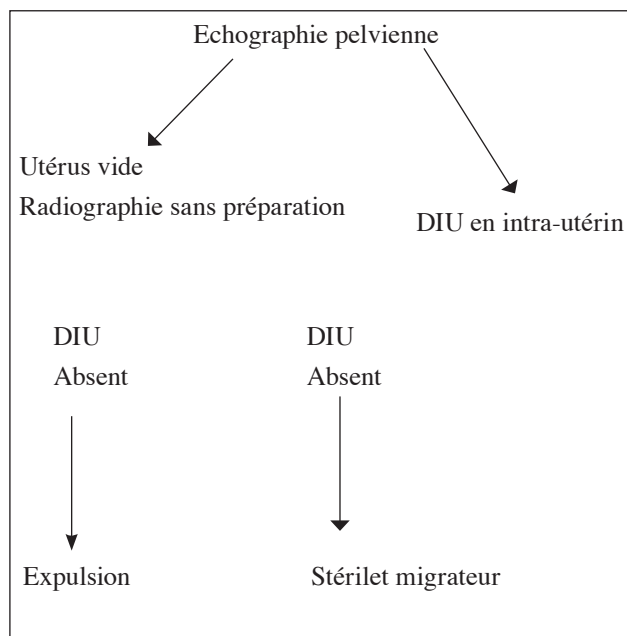 Echographie pelvienne
Utérus vide
Radiographie sans préparation
DIU en intra-utérin
DIU
Absent
DIU
Absent
Expulsion
Stérilet migrateur